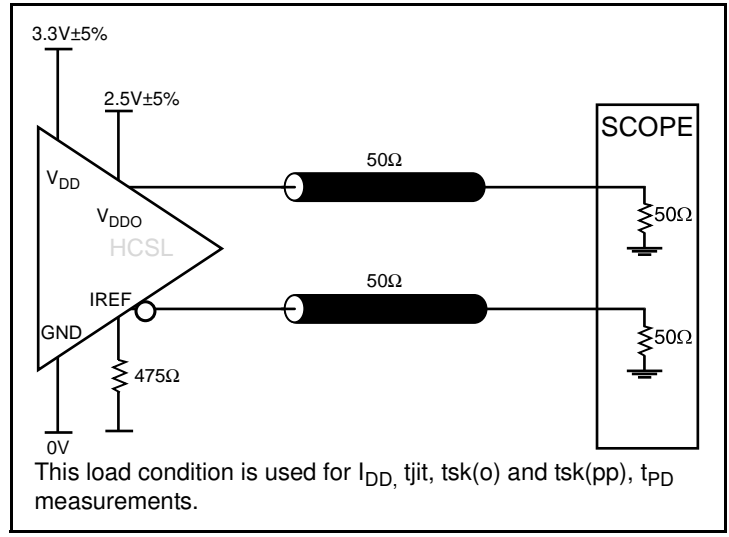 3.3V±5%
2.5V±5%
SCOPE
50Ω
V_DD
50Ω
V_DDO
HCSL
50Ω
IREF
GND
50Ω
475Ω
0V
This load condition is used for I_DD, tjit, tsk(o) and tsk(pp), t_PD
measurements.